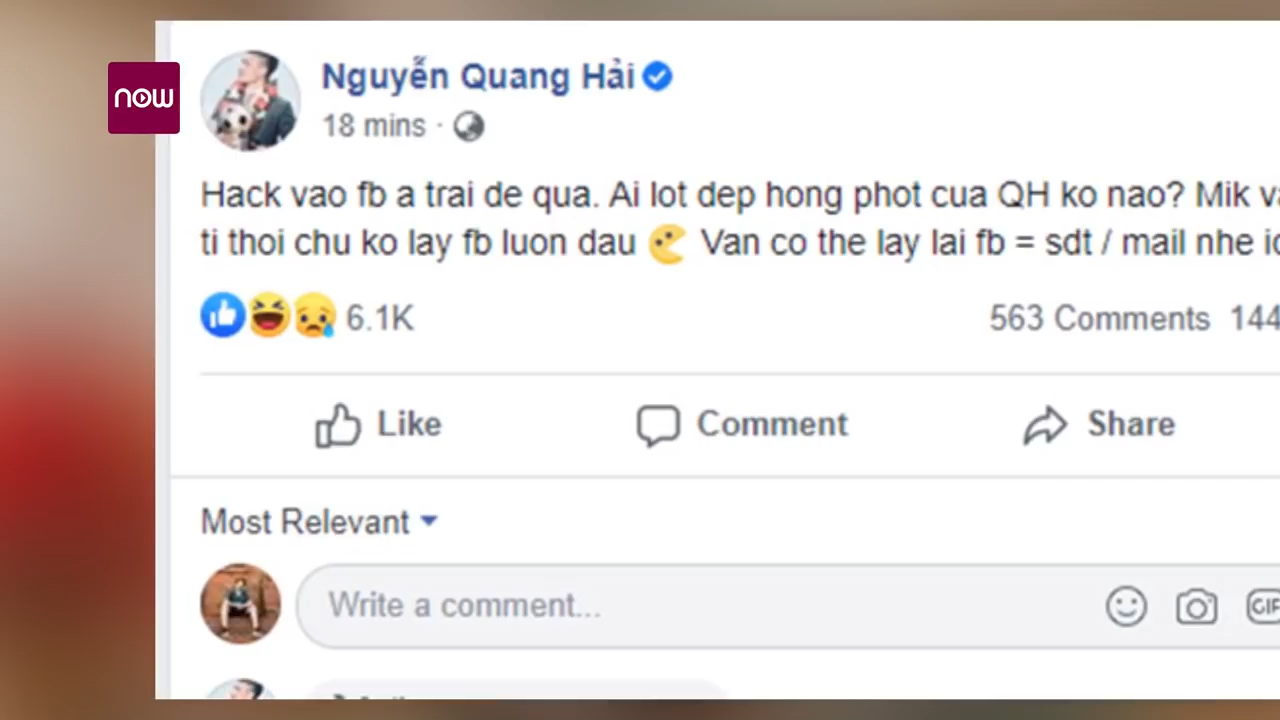 now
Nguyễn Quang Hải
18 mins ·
Hack vao fb a trai de qua. Ai lot dep hong phot cua QH ko nao? Mik
ti thoi chu ko lay fb luon dau Van co the lay lai fb = sdt / mail nhe
6.1K
563 Comments 144
Like
Comment
Share
Most Relevant
Write a comment...
GIF